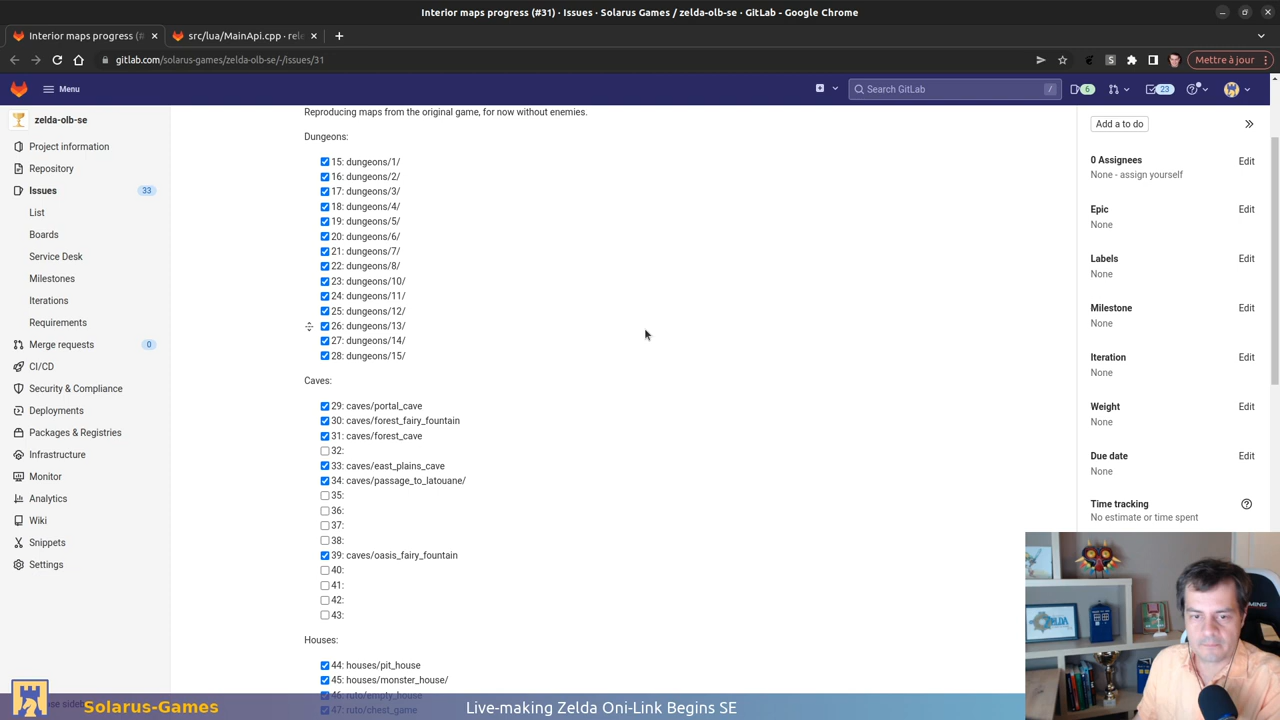 Interior maps progress (#31) · Issues · Solarus Games / zelda-olb-se · GitLab - Google Chrome
Interior maps progress (#
src/lua/MainApi.cpp · rele
gitlab.com/solarus-games/zelda-olb-se/-/issues/31
Mettre à jour
Menu
Search GitLab
/
6
23
zelda-olb-se
Project information
Repository
Issues
33
List
Boards
Service Desk
Milestones
Iterations
Requirements
Merge requests
0
CI/CD
Security & Compliance
Deployments
Packages & Registries
Infrastructure
Monitor
Analytics
Wiki
Snippets
Settings
Reproducing maps from the original game, for now without enemies.
Dungeons:
15: dungeons/1/
16: dungeons/2/
17: dungeons/3/
18: dungeons/4/
19: dungeons/5/
20: dungeons/6/
21: dungeons/7/
22: dungeons/8/
23: dungeons/10/
24: dungeons/11/
25: dungeons/12/
26: dungeons/13/
27: dungeons/14/
28: dungeons/15/
Caves:
29: caves/portal_cave
30: caves/forest_fairy_fountain
31: caves/forest_cave
32:
33: caves/east_plains_cave
34: caves/passage_to_latouane/
35:
36:
37:
38:
39: caves/oasis_fairy_fountain
40:
41:
42:
43:
Houses:
44: houses/pit_house
45: houses/monster_house/
46: ruto/empty_house
47: ruto/chest_game
Add a to do
0 Assignees
Edit
None - assign yourself
Epic
Edit
None
Labels
Edit
None
Milestone
Edit
None
Iteration
Edit
None
Weight
Edit
None
Due date
Edit
None
Time tracking
No estimate or time spent
Solarus-Games
Live-making Zelda Oni-Link Begins SE